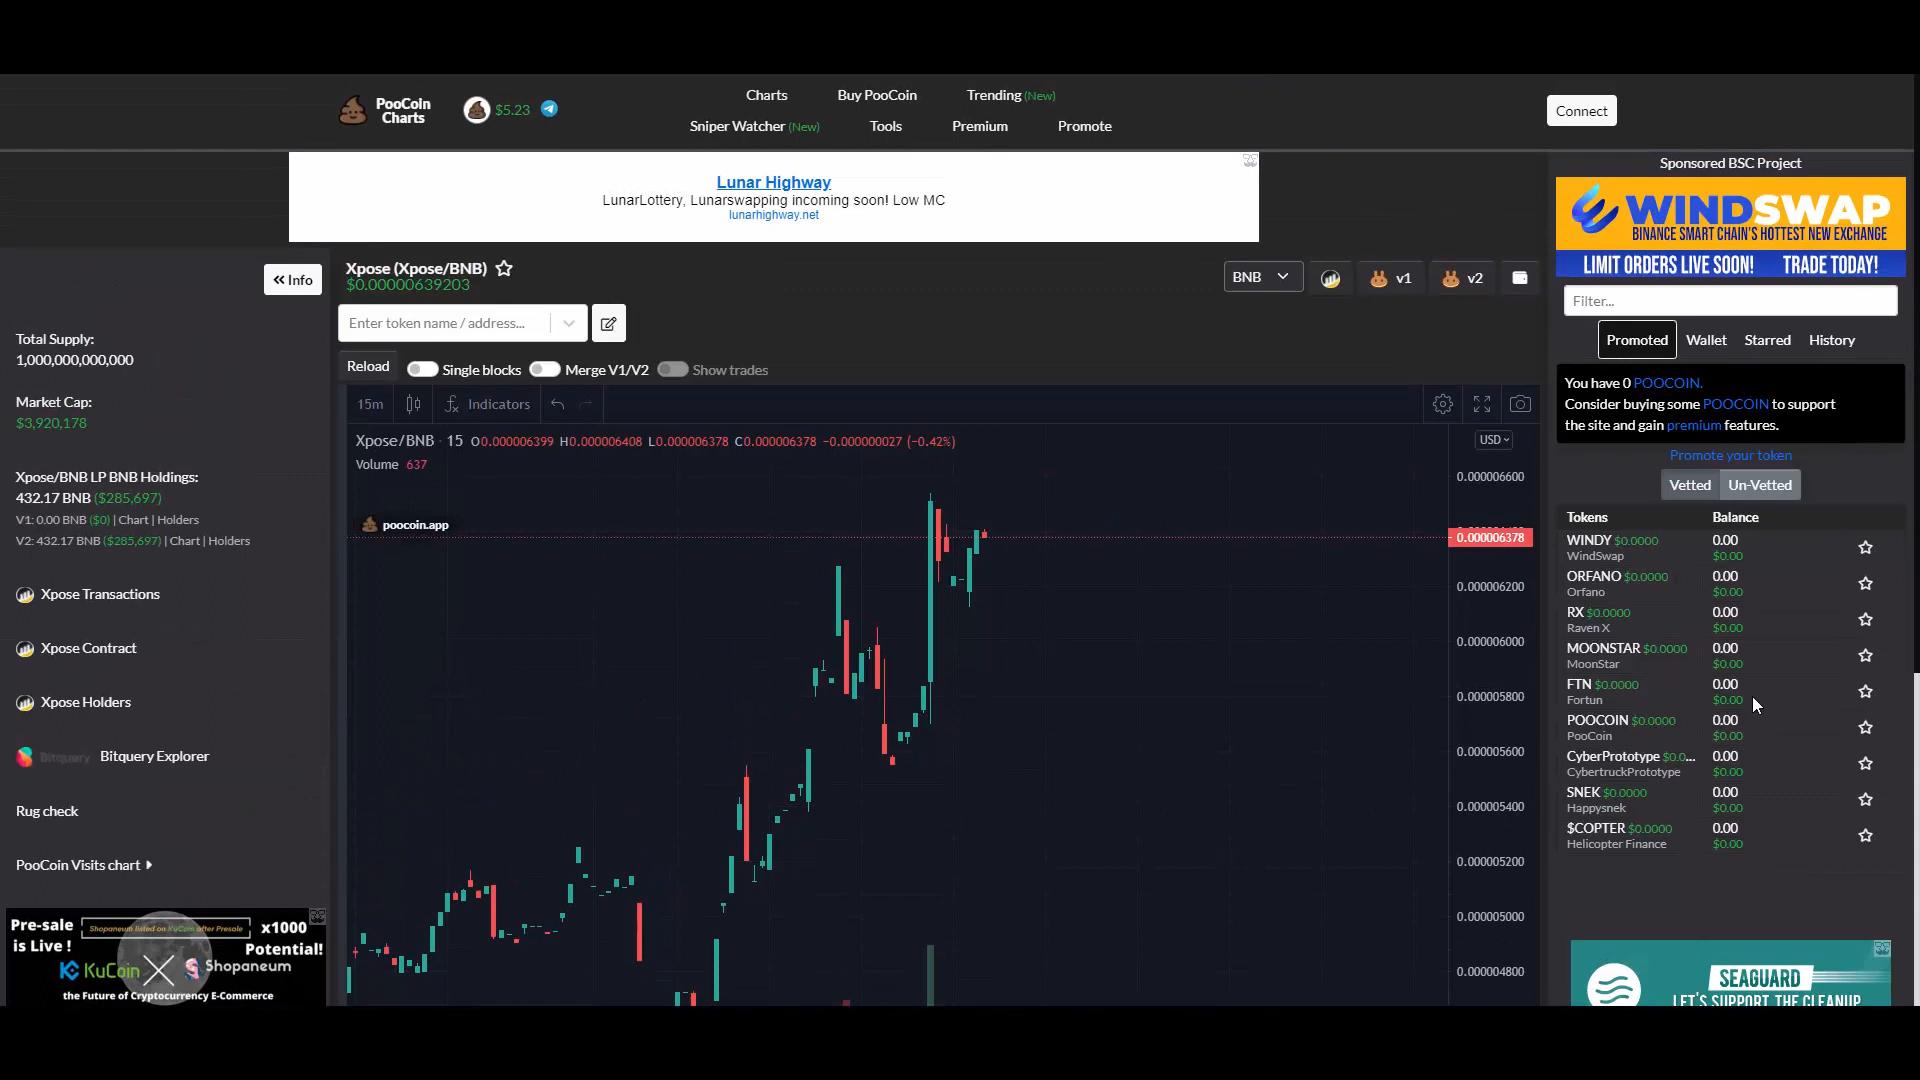 PooCoin
Charts
$5.23
Charts
Buy PooCoin
Trending (New)
Sniper Watcher (New)
Tools
Premium
Promote
Connect
Lunar Highway
LunarLottery, Lunarswapping incoming soon! Low MC
lunarhighway.net
Sponsored BSC Project
WINDSWAP
BINANCE SMART CHAIN'S HOTTEST NEW EXCHANGE
LIMIT ORDERS LIVE SOON! TRADE TODAY!
Info
Total Supply:
1,000,000,000,000
Market Cap:
$3,920,178
Xpose/BNB LP BNB Holdings:
432.17 BNB ($285,697)
V1: 0.00 BNB ($0) | Chart | Holders
V2: 432.17 BNB ($285,697) | Chart | Holders
Xpose Transactions
Xpose Contract
Xpose Holders
Bitquery Bitquery Explorer
Rug check
PooCoin Visits chart
Pre-sale
is Live !
Shopaneum listed on KuCoin after Presale
x1000
Potential!
KuCoin
Shopaneum
the Future of Cryptocurrency E-Commerce
Xpose (Xpose/BNB)
$0.00000639203
BNB
v1
v2
Enter token name / address...
Reload
Single blocks
Merge V1/V2
Show trades
15m
Indicators
Xpose/BNB · 15 O0.000006399 H0.000006408 L0.000006378 C0.000006378 −0.000000027 (−0.42%)
Volume 637
USD
poocoin.app
0.000006600
0.000006378
0.000006200
0.000006000
0.000005800
0.000005600
0.000005400
0.000005200
0.000005000
0.000004800
Filter...
Promoted
Wallet
Starred
History
You have 0 POOCOIN.
Consider buying some POOCOIN to support
the site and gain premium features.
Promote your token
Vetted
Un-Vetted
Tokens Balance
WINDY $0.0000 0.00
WindSwap $0.00
ORFANO $0.0000 0.00
Orfano $0.00
RX $0.0000 0.00
Raven X $0.00
MOONSTAR $0.0000 0.00
MoonStar $0.00
FTN $0.0000 0.00
Fortun $0.00
POOCOIN $0.0000 0.00
PooCoin $0.00
CyberPrototype $0.0... 0.00
CybertruckPrototype $0.00
SNEK $0.0000 0.00
Happysnek $0.00
$COPTER $0.0000 0.00
Helicopter Finance $0.00
SEAGUARD
LET'S SUPPORT THE CLEANUP